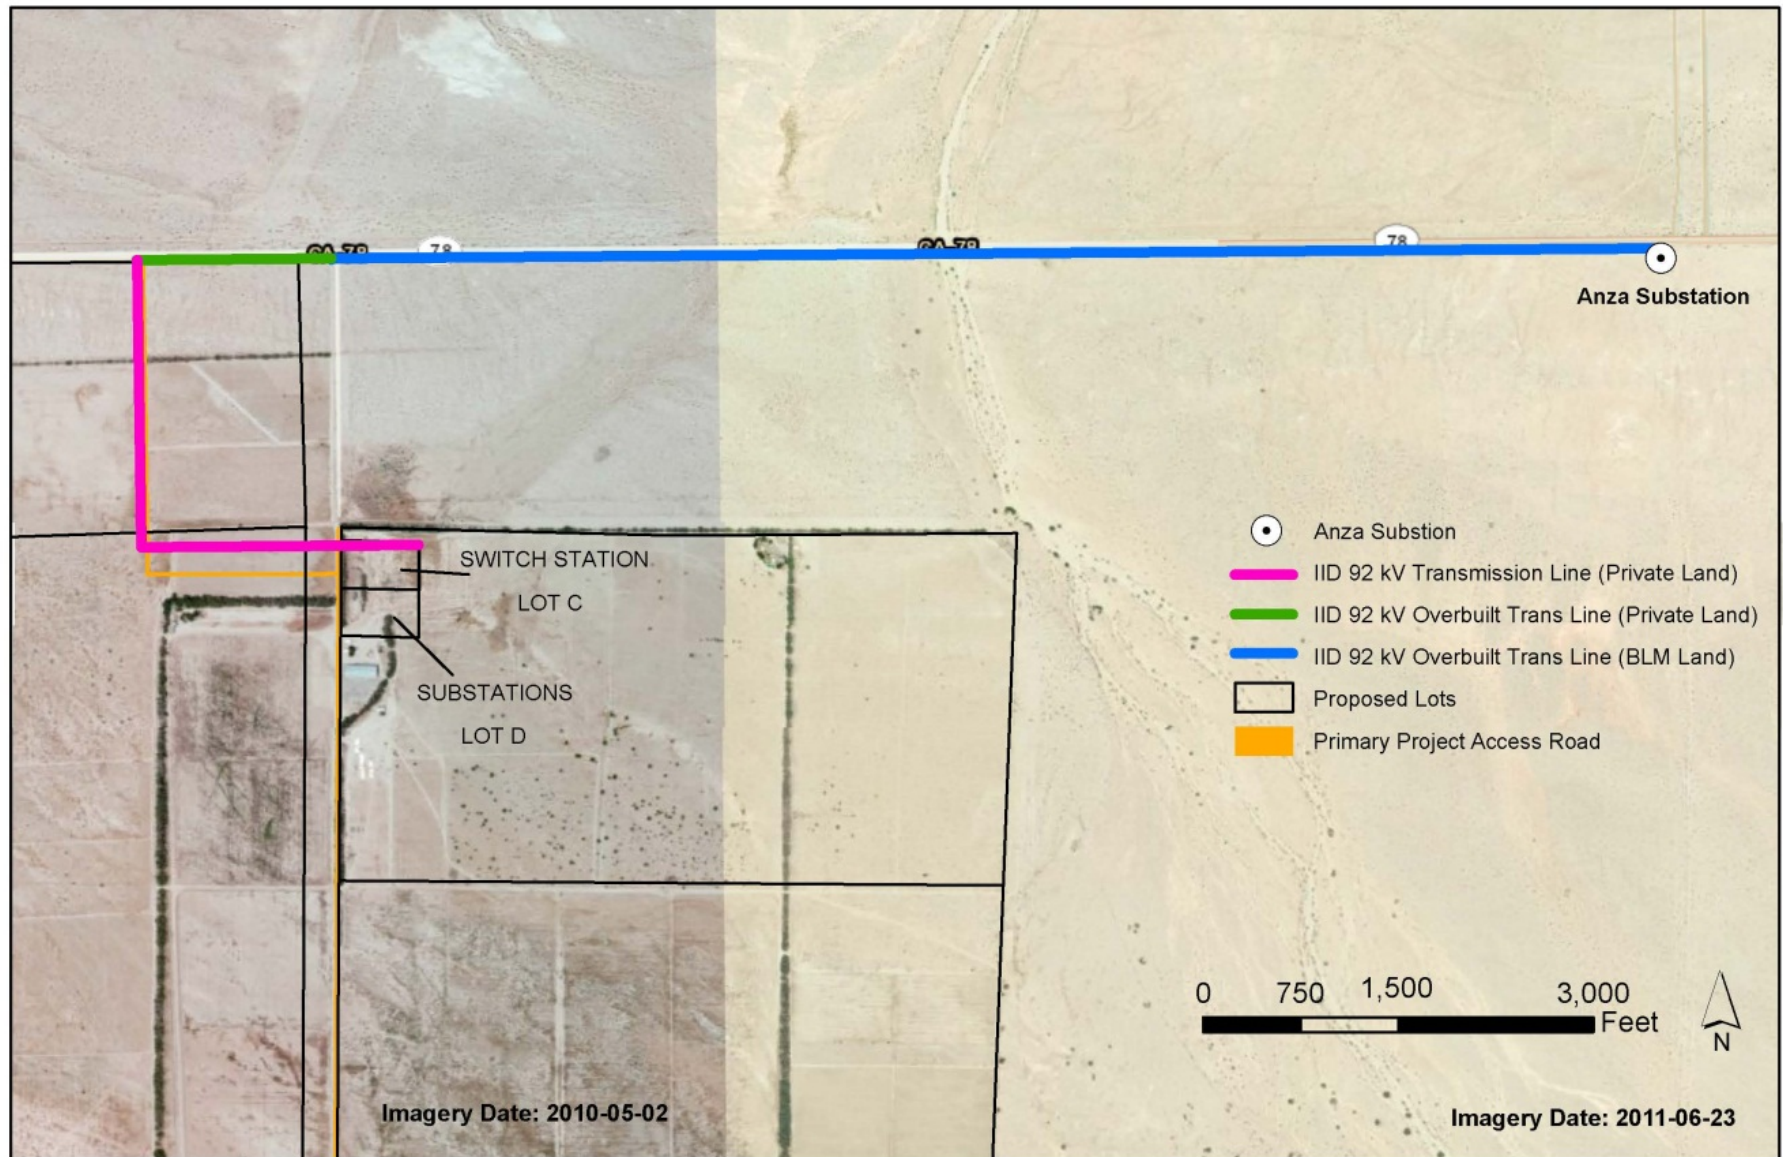 CA-78
78
CA-78
78
Anza Substation
SWITCH STATION
LOT C
SUBSTATIONS
LOT D
Anza Substion
IID 92 kV Transmission Line (Private Land)
IID 92 kV Overbuilt Trans Line (Private Land)
IID 92 kV Overbuilt Trans Line (BLM Land)
Proposed Lots
Primary Project Access Road
0 750 1,500 3,000
Feet
N
Imagery Date: 2010-05-02
Imagery Date: 2011-06-23